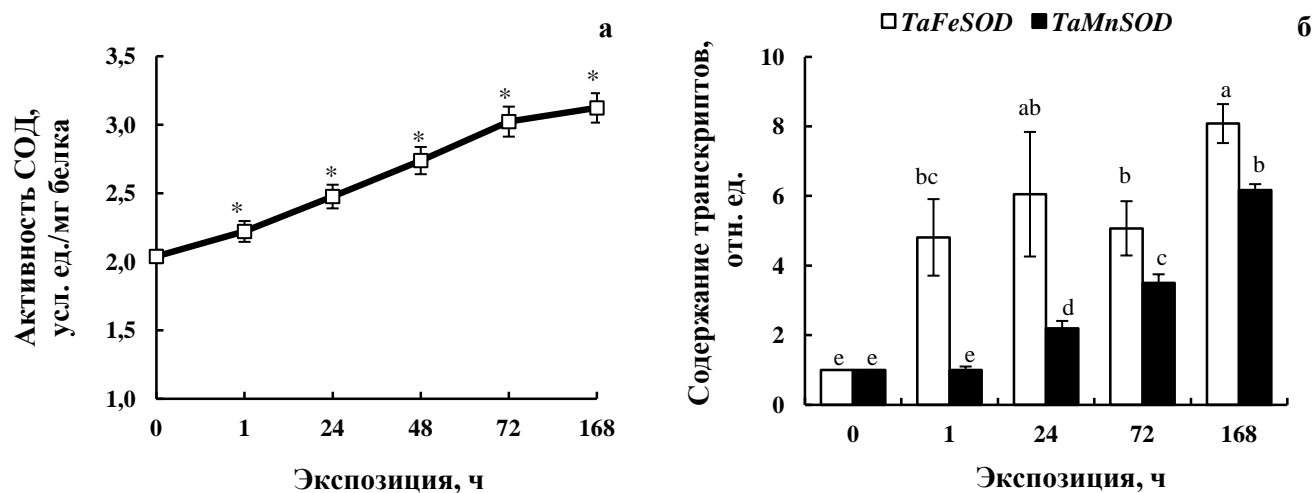 а
Активность СОД,
усл. ед./мг белка
3,5
3,0
2,5
2,0
1,5
1,0
* * * * *
0 1 24 48 72 168
Экспозиция, ч
TaFeSOD TaMnSOD
б
Содержание транскриптов,
отн. ед.
10
8
6
4
2
0
e e bc e ab d b c a b
0 1 24 72 168
Экспозиция, ч